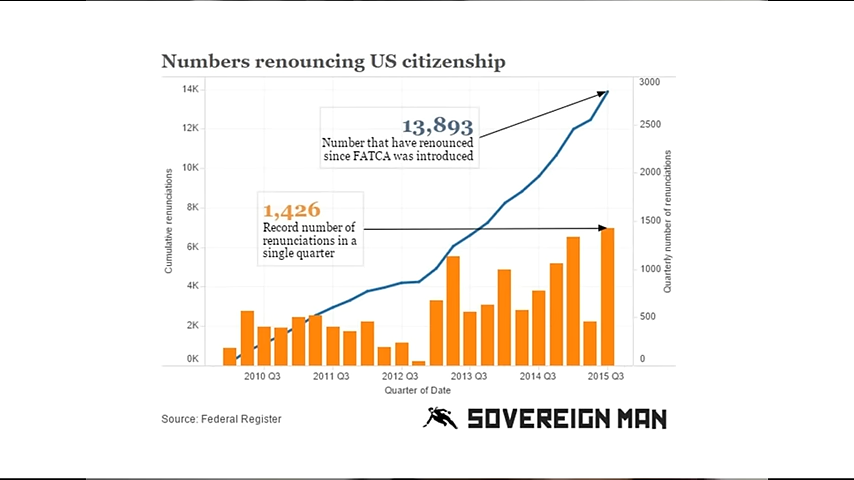 Numbers renouncing US citizenship
14K
12K
10K
8K
6K
4K
2K
0K
Cumulative renunciations
13,893
Number that have renounced
since FATCA was introduced
1,426
Record number of
renunciations in a
single quarter
3000
2500
2000
1500
1000
500
0
Quarterly number of renunciations
2010 Q3
2011 Q3
2012 Q3
2013 Q3
2014 Q3
2015 Q3
Quarter of Date
Source: Federal Register
SOVEREIGN MAN